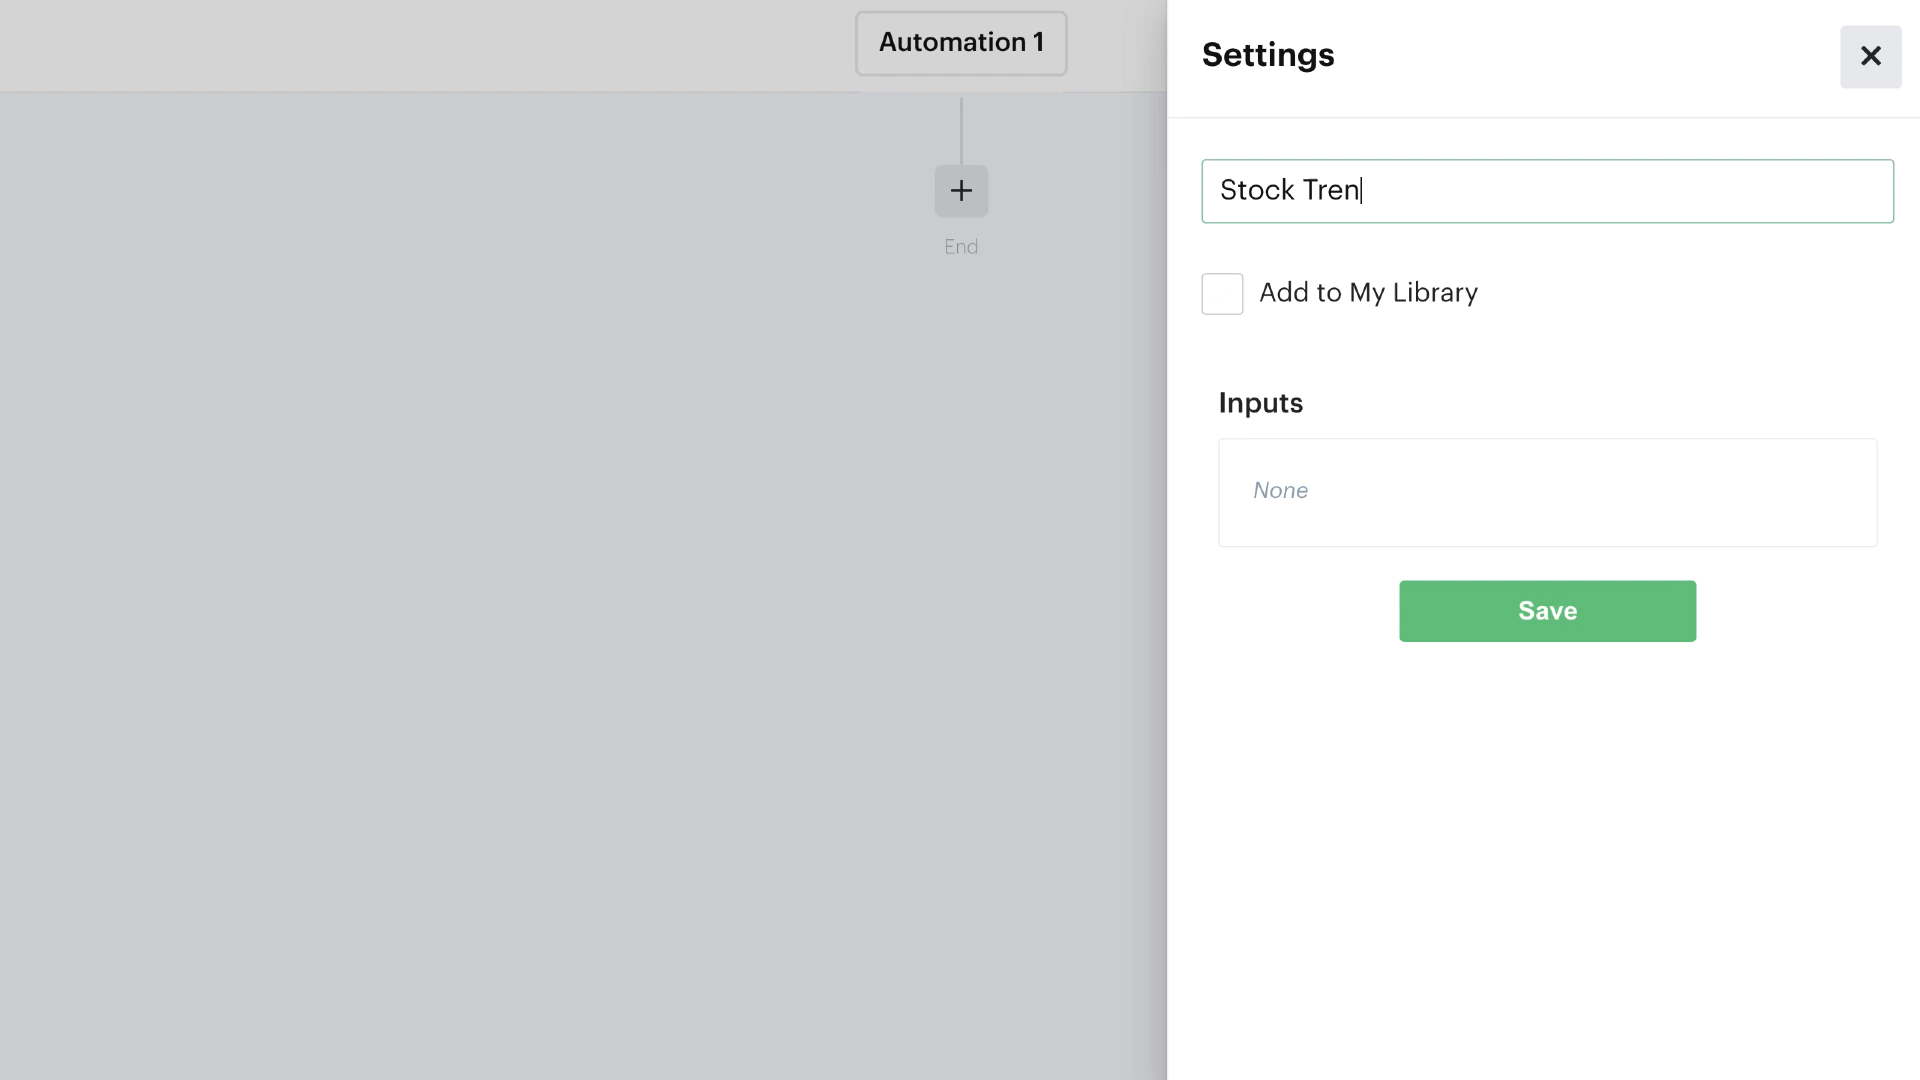 Automation 1
End
Settings
Stock Tren
Add to My Library
Inputs
None
Save